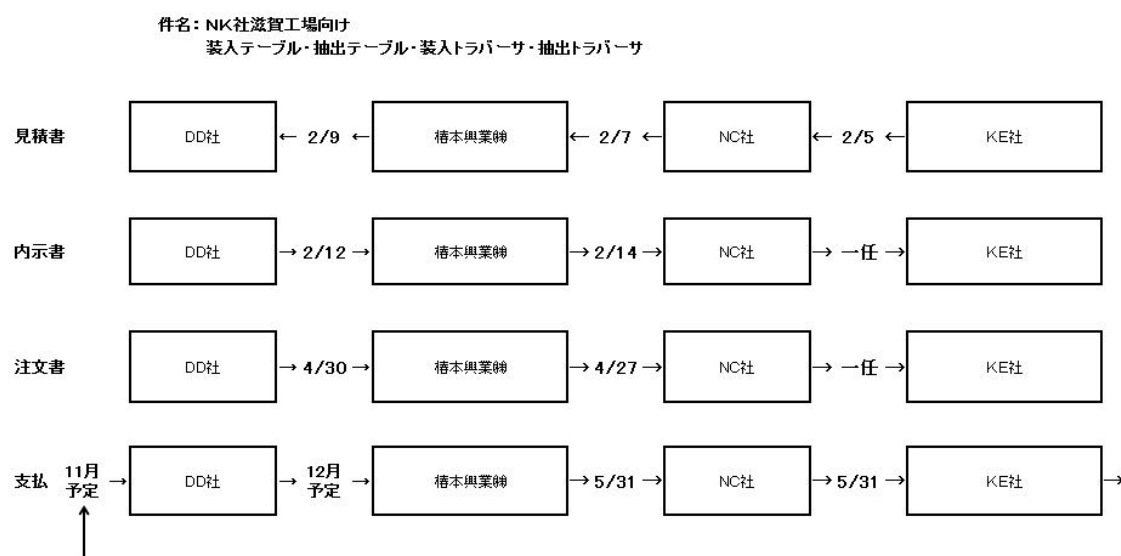 件名：NK社滋賀工場向け
装入テーブル・抽出テーブル・装入トラバーサ・抽出トラバーサ
見積書 DD社 ← 2/9 ← 椿本興業㈱ ← 2/7 ← NC社 ← 2/5 ← KE社
内示書 DD社 → 2/12 → 椿本興業㈱ → 2/14 → NC社 → 一任 → KE社
注文書 DD社 → 4/30 → 椿本興業㈱ → 4/27 → NC社 → 一任 → KE社
支払 11月予定 → DD社 → 12月予定 → 椿本興業㈱ → 5/31 → NC社 → 5/31 → KE社 →